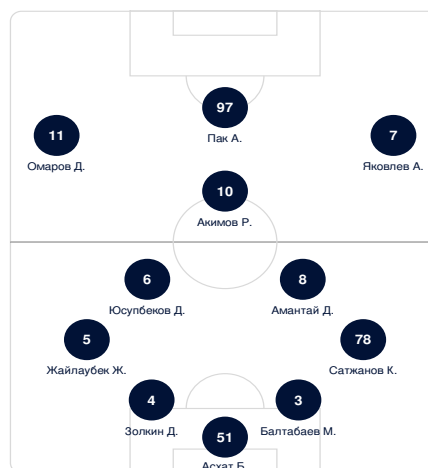 97
Пак А.
11
Омаров Д.
7
Яковлев А.
10
Акимов Р.
6
Юсупбеков Д.
8
Амантай Д.
5
Жайлаубек Ж.
78
Сатжанов К.
4
Золкин Д.
3
Балтабаев М.
51
Асхат Б.